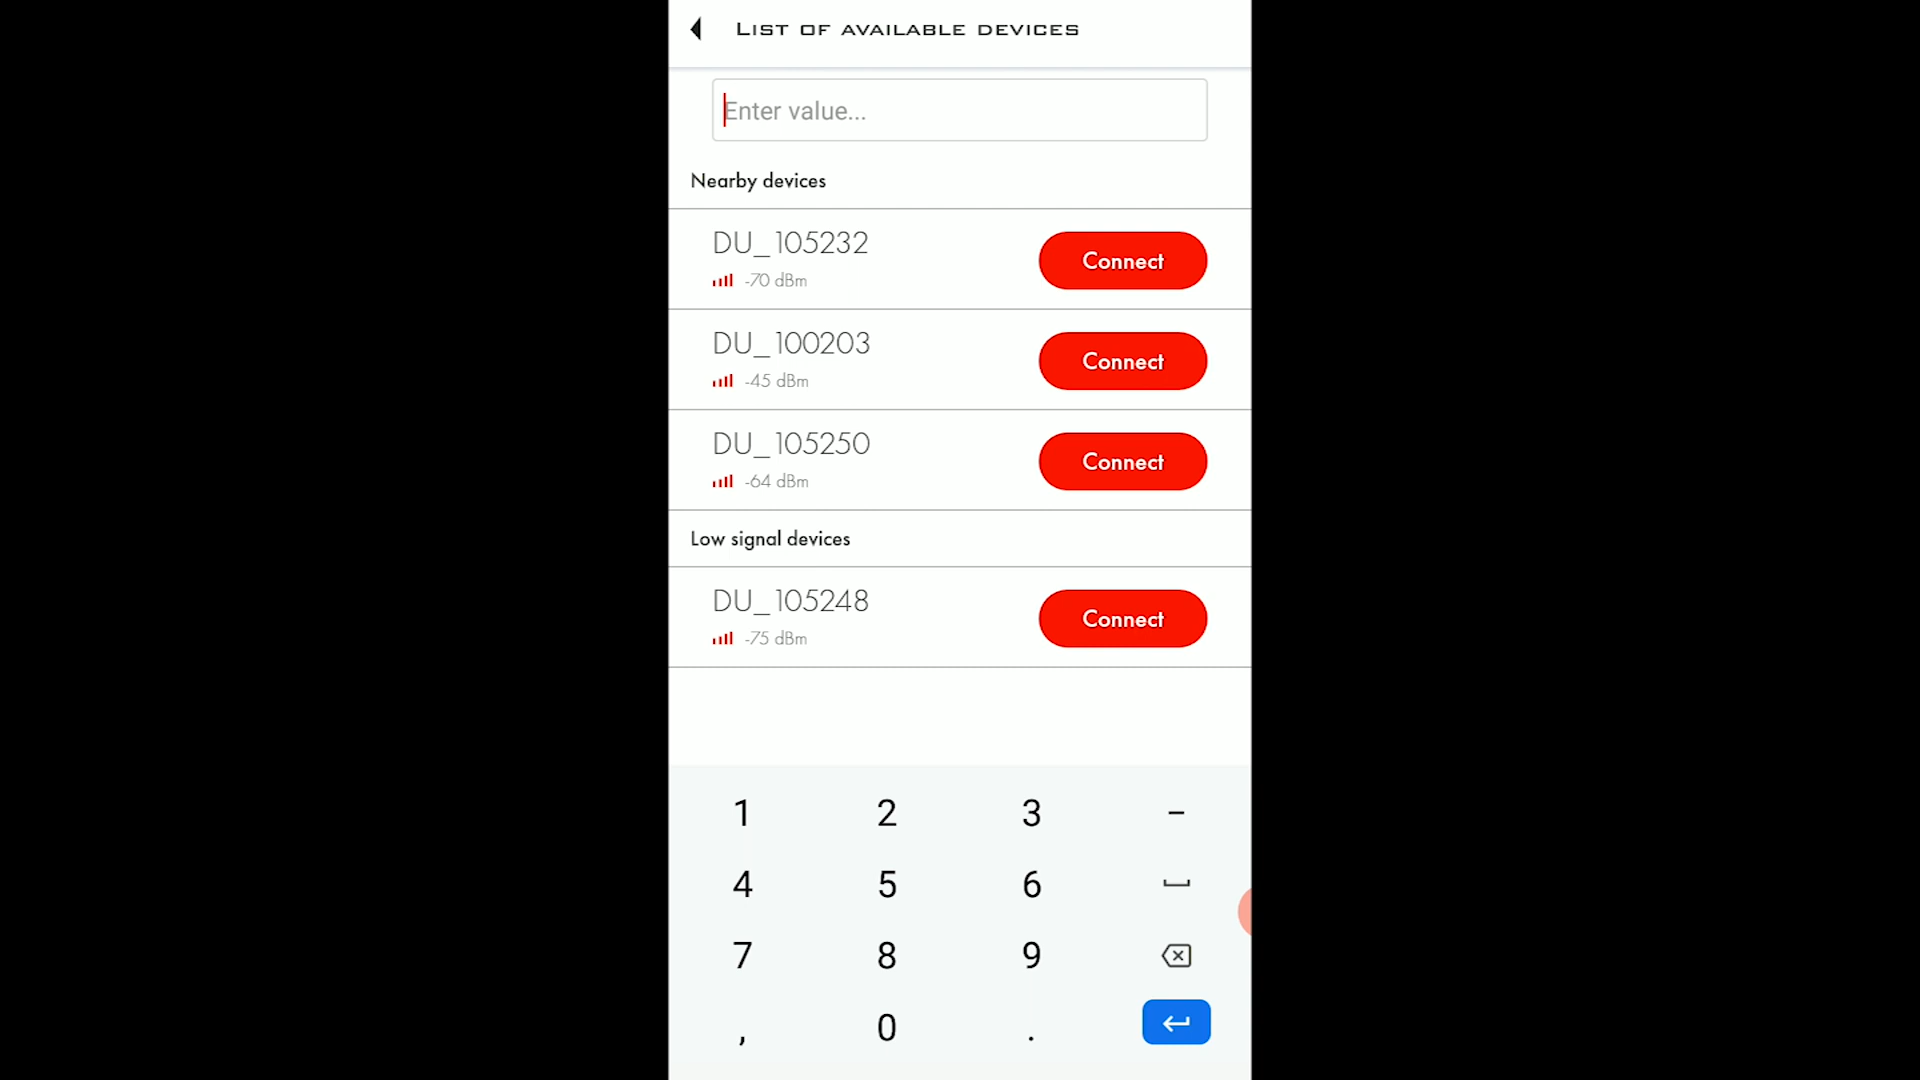 LIST OF AVAILABLE DEVICES
Enter value...
Nearby devices
DU_105232
-70 dBm
Connect
DU_100203
-45 dBm
Connect
DU_105250
-64 dBm
Connect
Low signal devices
DU_105248
-75 dBm
Connect
1 2 3 -
4 5 6
7 8 9
, 0 .